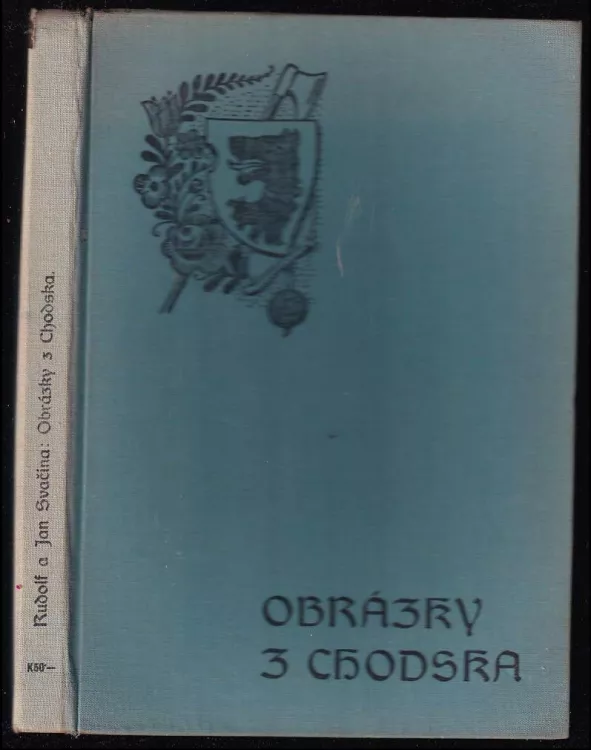 Rudolf a Jan Svačina: Obrázky z Chodska.
K50·—
OBRÁZKY
Z CHODSKA